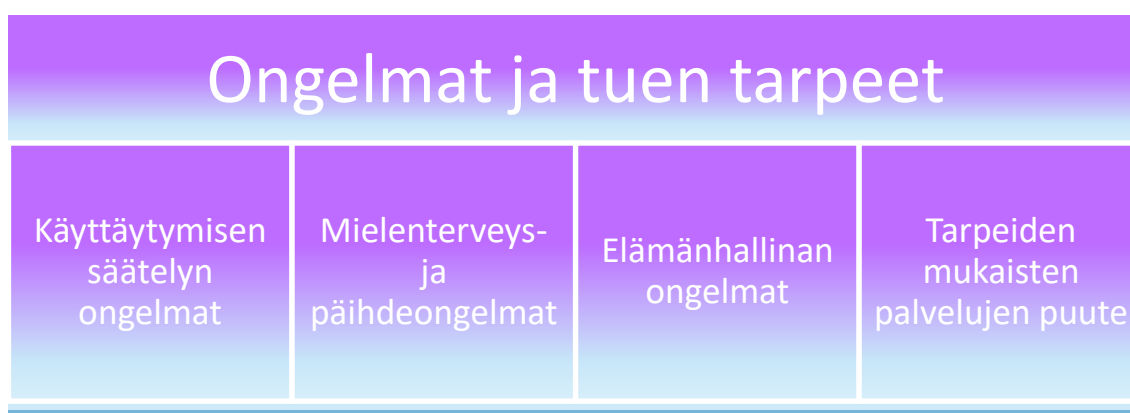 Ongelmat ja tuen tarpeet
Käyttäytymisen
säätelyn
ongelmat
Mielenterveys-
ja
päihdeongelmat
Elämänhallinan
ongelmat
Tarpeiden
mukaisten
palvelujen puute